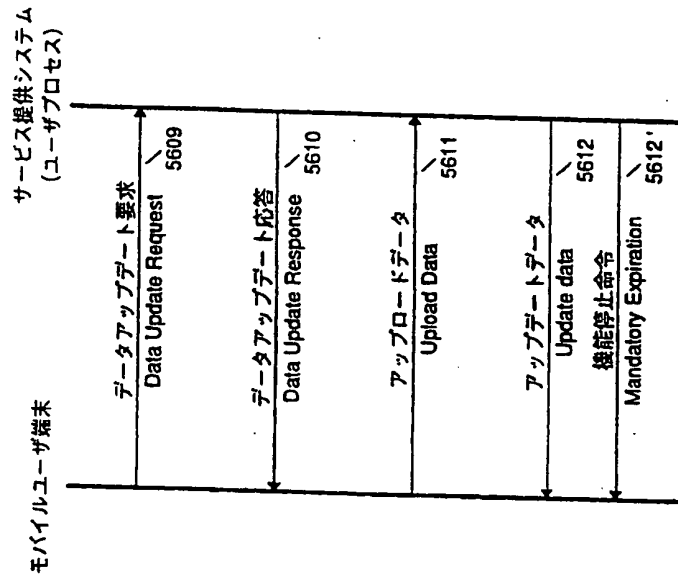 モバイルユーザ端末
サービス提供システム
(ユーザプロセス)
データアップデート要求
Data Update Request
5609
データアップデート応答
Data Update Response
5610
アップロードデータ
Upload Data
5611
アップデートデータ
Update data
5612
機能停止命令
Mandatory Expiration
5612'